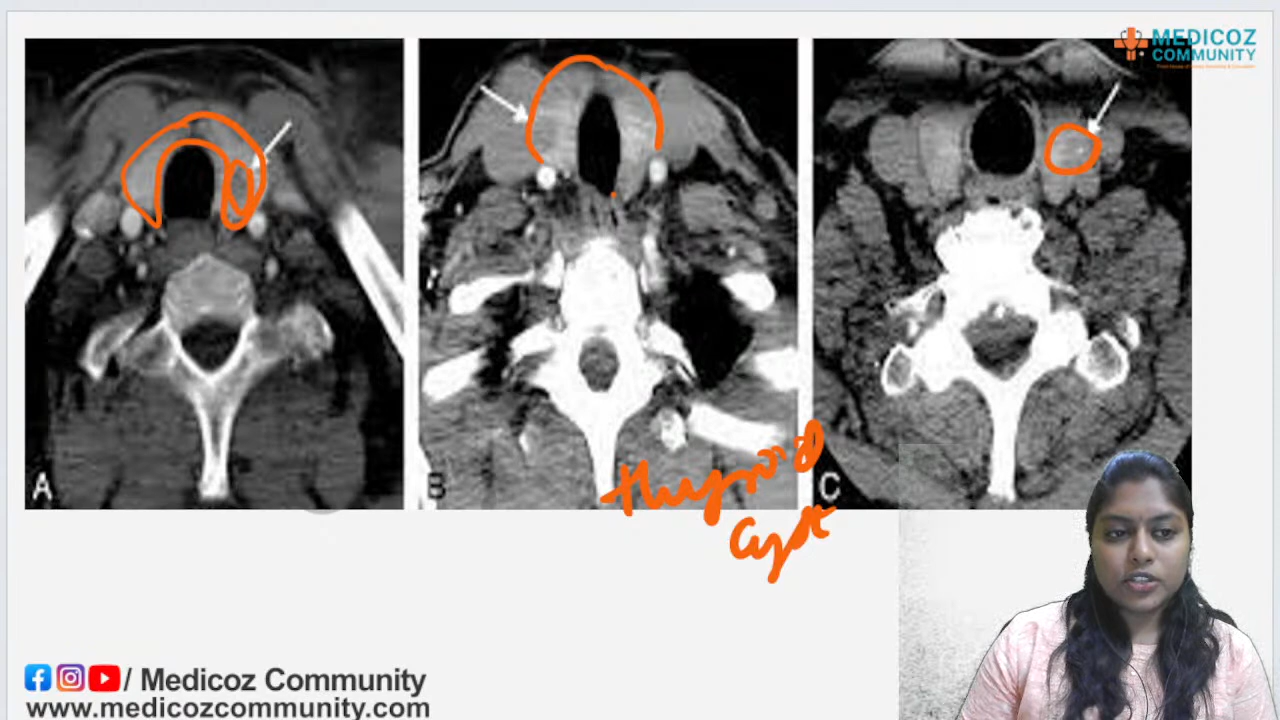 MEDICOZ
COMMUNITY
A
B
C
thyroid
cyst
/ Medicoz Community
www.medicozcommunity.com